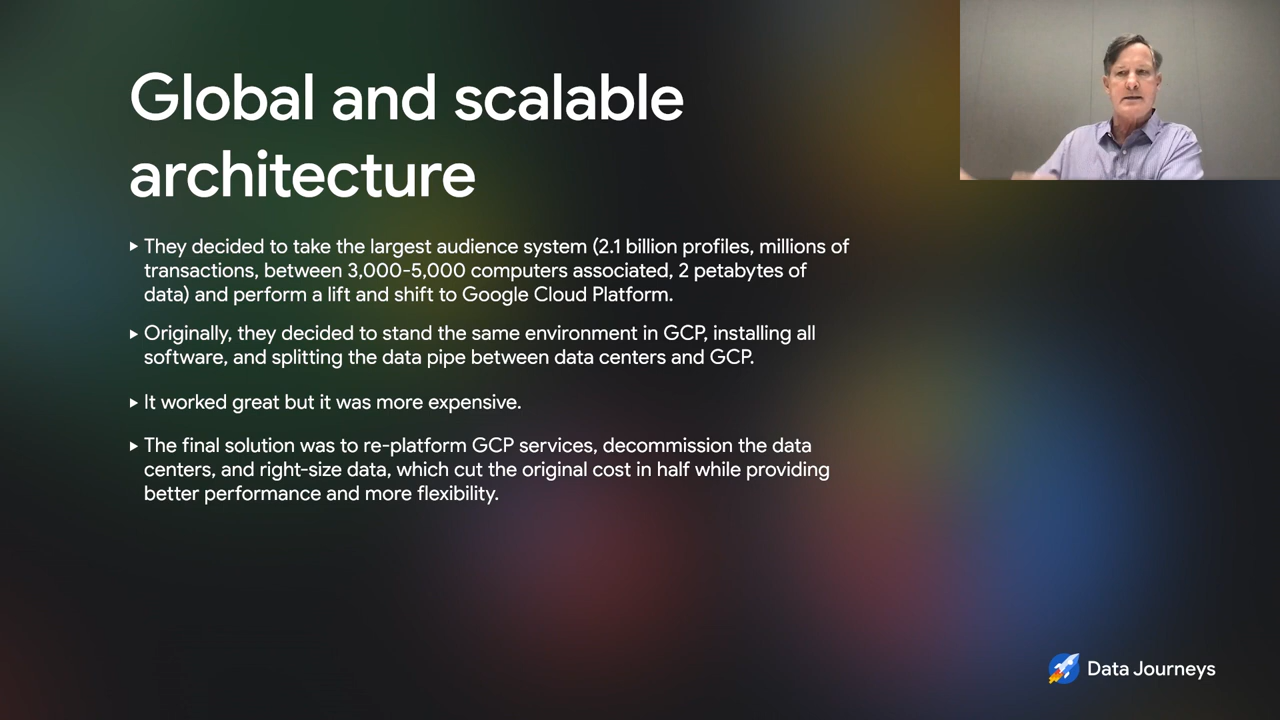 Global and scalable
architecture
▸ They decided to take the largest audience system (2.1 billion profiles, millions of
transactions, between 3,000-5,000 computers associated, 2 petabytes of
data) and perform a lift and shift to Google Cloud Platform.
▸ Originally, they decided to stand the same environment in GCP, installing all
software, and splitting the data pipe between data centers and GCP.
▸ It worked great but it was more expensive.
▸ The final solution was to re-platform GCP services, decommission the data
centers, and right-size data, which cut the original cost in half while providing
better performance and more flexibility.
Data Journeys